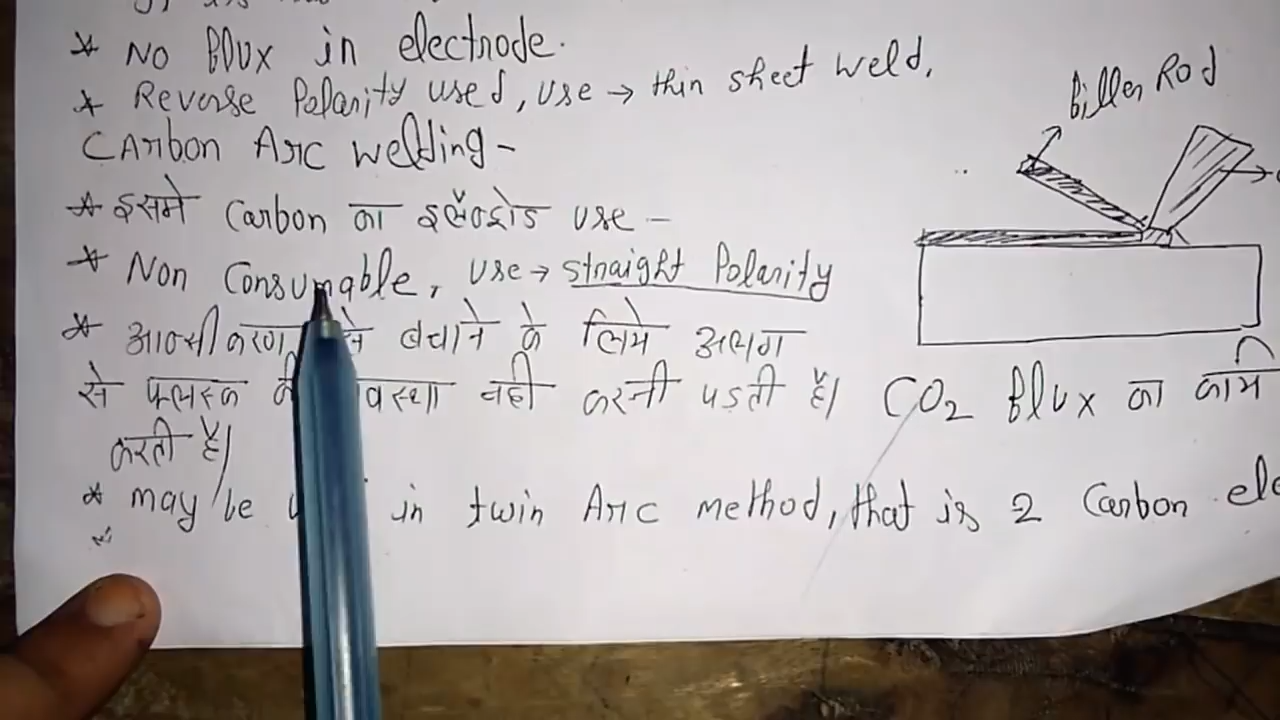 * No flux in electrode.
* Reverse Polarity used, use → thin sheet weld,
Filler Rod
Carbon Arc Welding -
* इसमे Carbon का इलैक्ट्रोड use -
* Non Consumable, use → straight Polarity
* आक्सीकरण से बचाने के लिये अलग
से फ्लक्स की व्यवस्था नही करनी पडती है। CO2 flux का काम
करती है।
* may be in twin Arc method, that is 2 Carbon